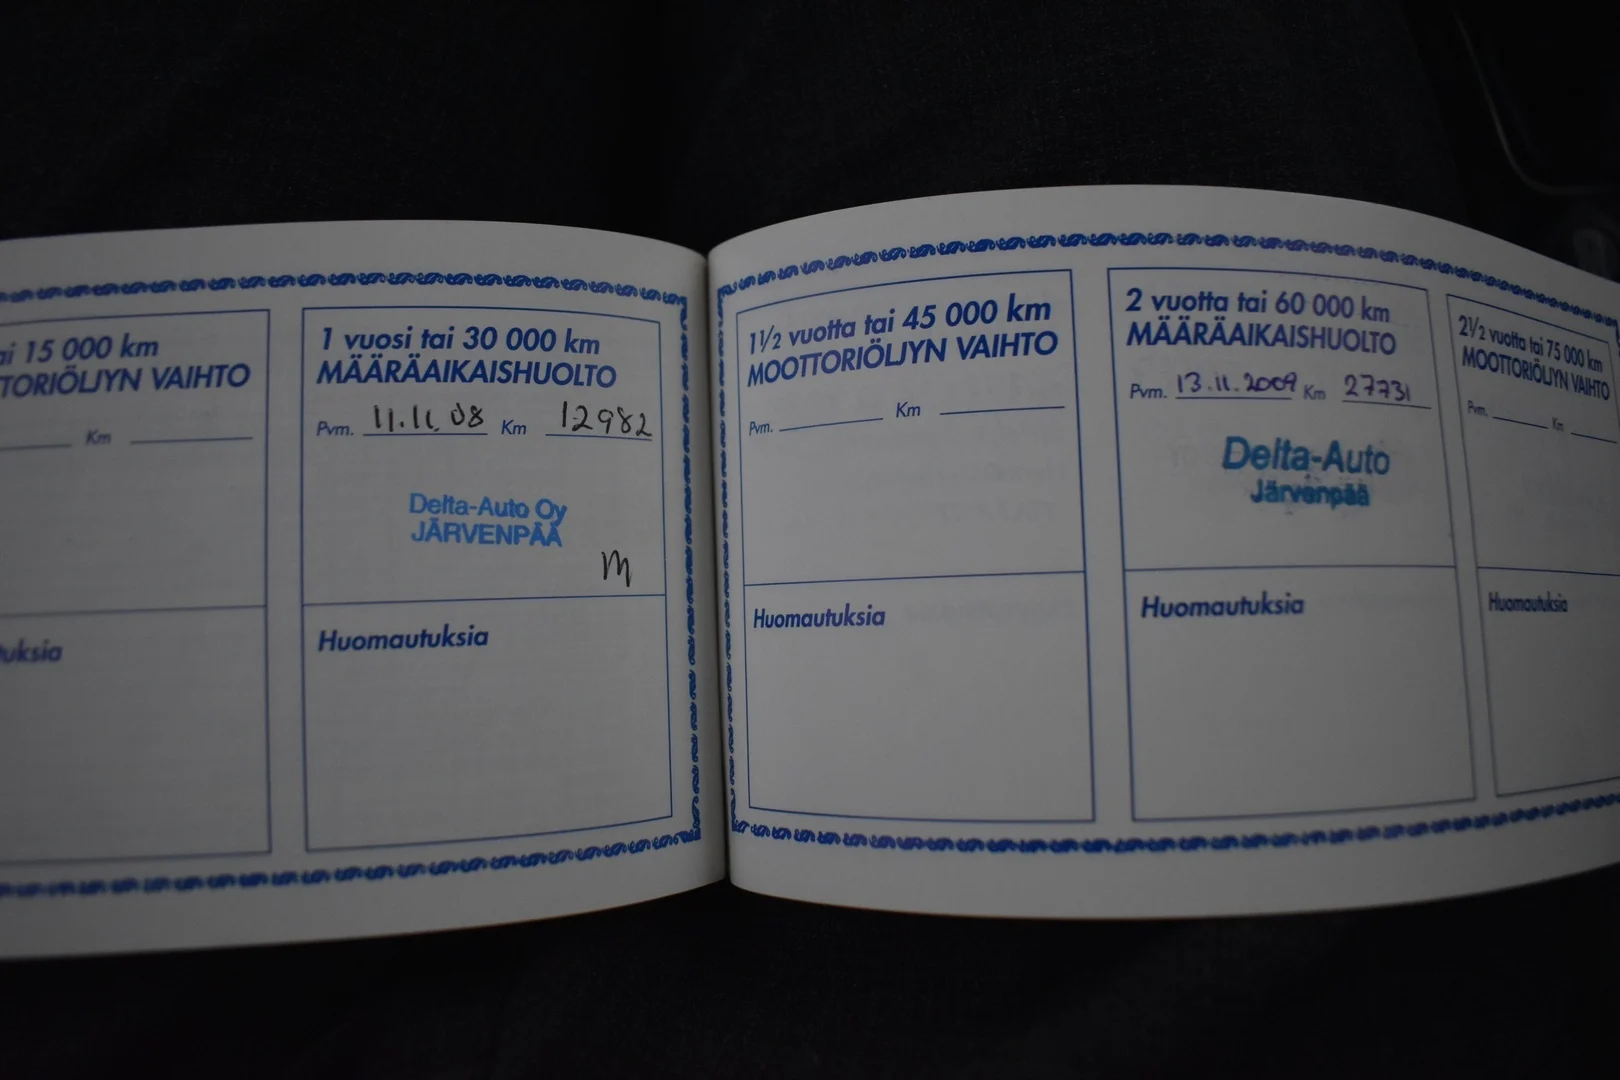 ai 15 000 km
TORIÖLJYN VAIHTO
Km
uksia
1 vuosi tai 30 000 km
MÄÄRÄAIKAISHUOLTO
Pvm. 11.11.08 Km 12982
Delta-Auto Oy
JÄRVENPÄÄ
m
Huomautuksia
1½ vuotta tai 45 000 km
MOOTTORIÖLJYN VAIHTO
Pvm. Km
Huomautuksia
2 vuotta tai 60 000 km
MÄÄRÄAIKAISHUOLTO
Pvm. 13.11.2009 Km 27731
Delta-Auto
Järvenpää
Huomautuksia
2½ vuotta tai 75 000 km
MOOTTORIÖLJYN VAIHTO
Pvm. Km
Huomautuksia